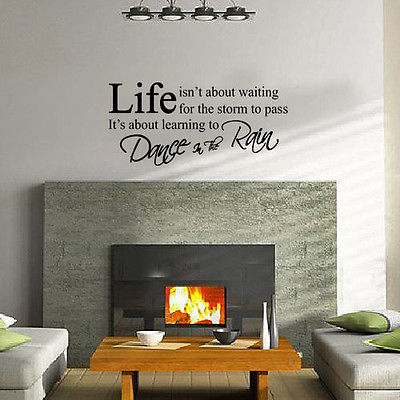 Life isn't about waiting
for the storm to pass
It's about learning to
Dance In The Rain